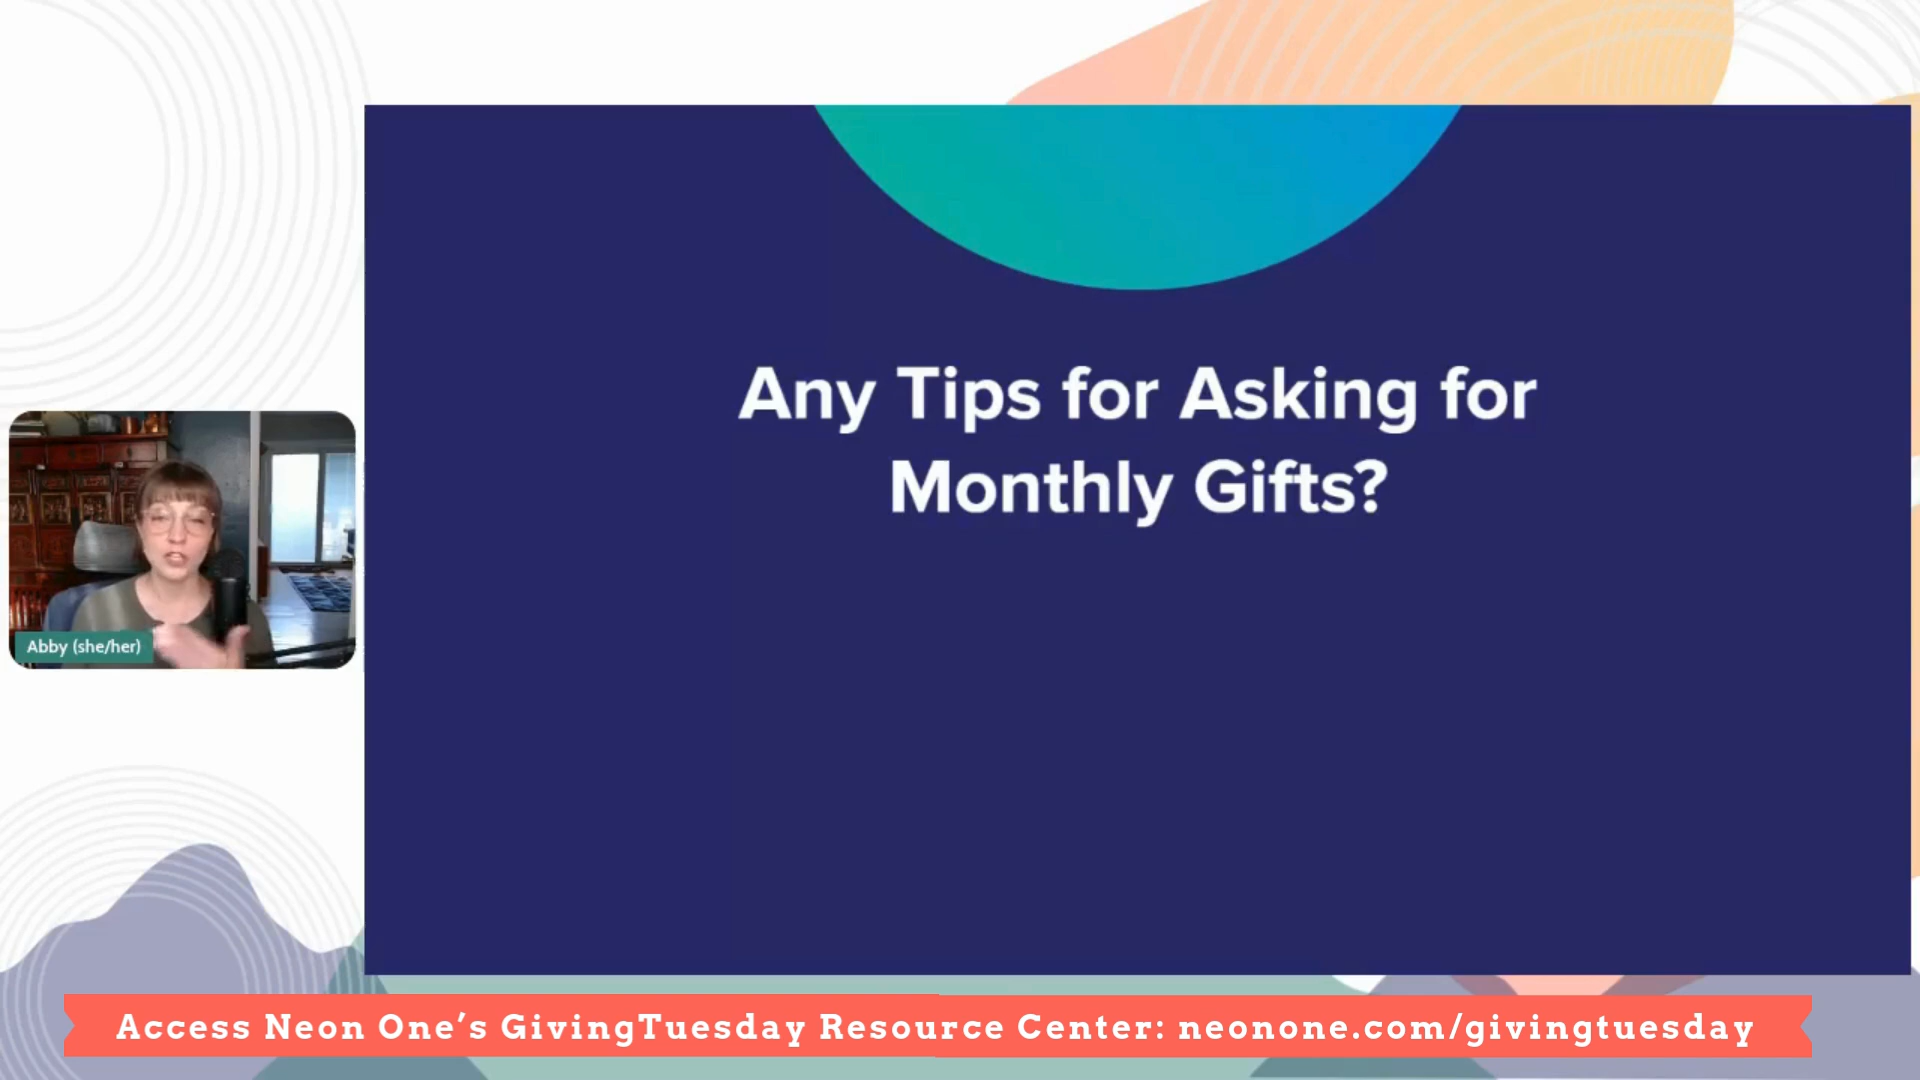 Any Tips for Asking for
Monthly Gifts?
Abby (she/her)
Access Neon One’s GivingTuesday Resource Center: neonone.com/givingtuesday